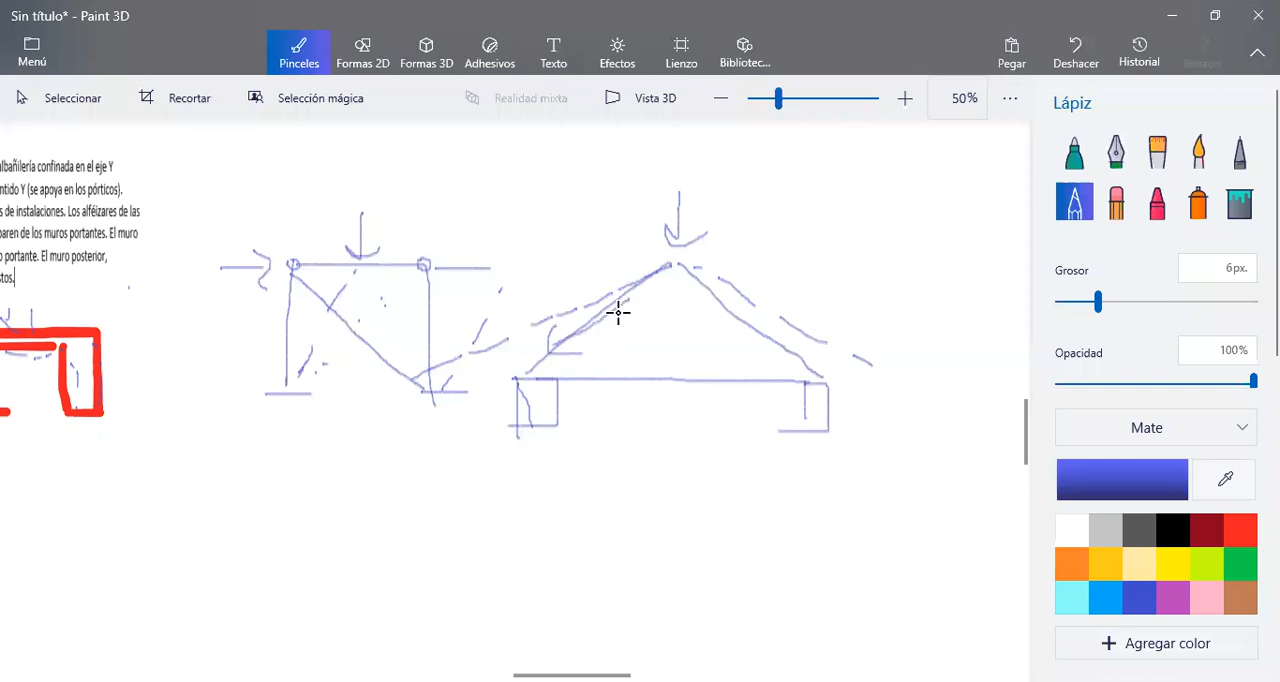 Sin título* - Paint 3D
Menú
Pinceles
Formas 2D
Formas 3D
Adhesivos
Texto
Efectos
Lienzo
Bibliotec...
Pegar
Deshacer
Historial
Seleccionar
Recortar
Selección mágica
Realidad mixta
Vista 3D
50%
Lápiz
Grosor
6px.
Opacidad
100%
Mate
Agregar color
albañilería confinada en el eje Y
ntido Y (se apoya en los pórticos).
s de instalaciones. Los alféizares de las
paren de los muros portantes. El muro
o portante. El muro posterior,
stos.